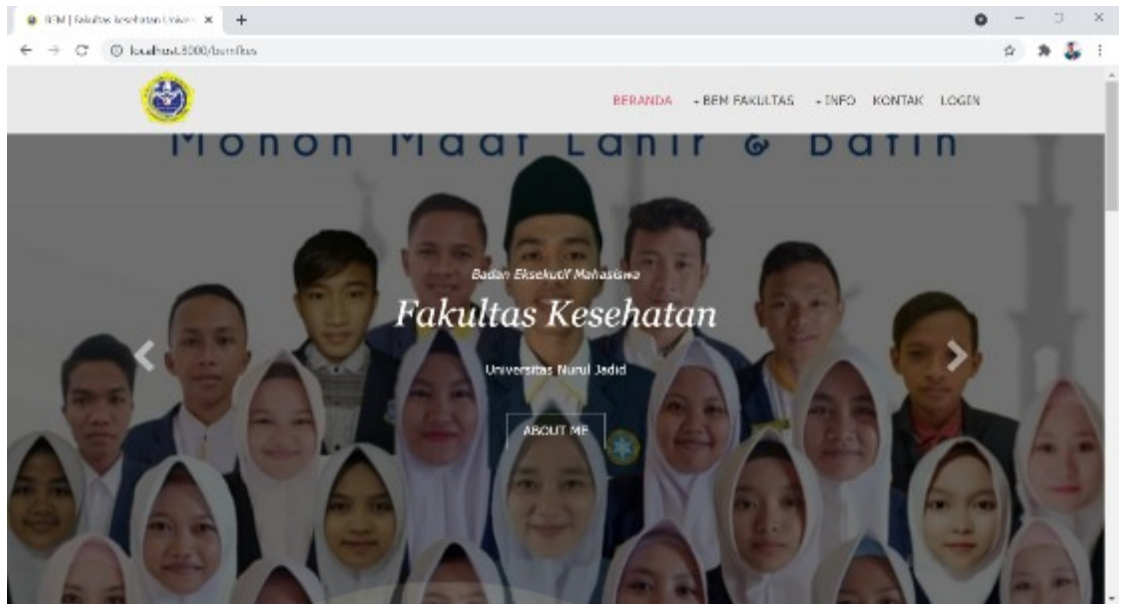 BEM | Fakultas kesehatan Univer
localhost:8000/bemfkes
BERANDA BEM FAKULTAS INFO KONTAK LOGIN
Mohon Maaf Lahir & Batin
Badan Eksekutif Mahasiswa
Fakultas Kesehatan
Universitas Nurul Jadid
ABOUT ME